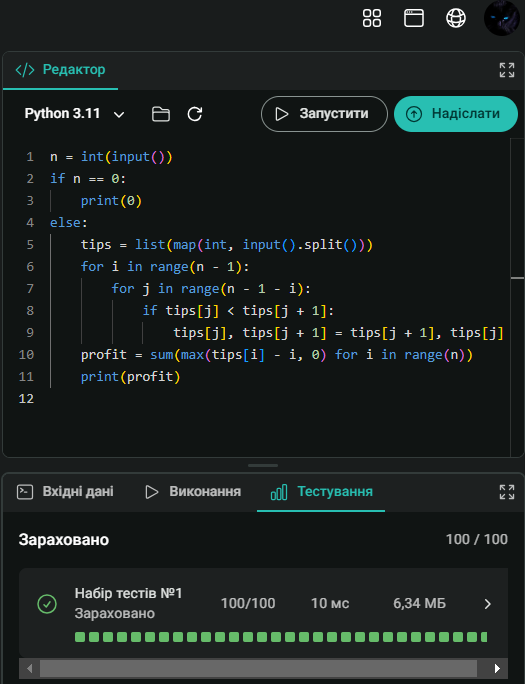 </> Редактор
Python 3.11
Запустити
Надіслати
1 n = int(input())
2 if n == 0:
3 print(0)
4 else:
5 tips = list(map(int, input().split()))
6 for i in range(n - 1):
7 for j in range(n - 1 - i):
8 if tips[j] < tips[j + 1]:
9 tips[j], tips[j + 1] = tips[j + 1], tips[j]
10 profit = sum(max(tips[i] - i, 0) for i in range(n))
11 print(profit)
12
Вхідні дані
Виконання
Тестування
Зараховано
100 / 100
Набір тестів №1
Зараховано
100/100
10 мс
6,34 МБ